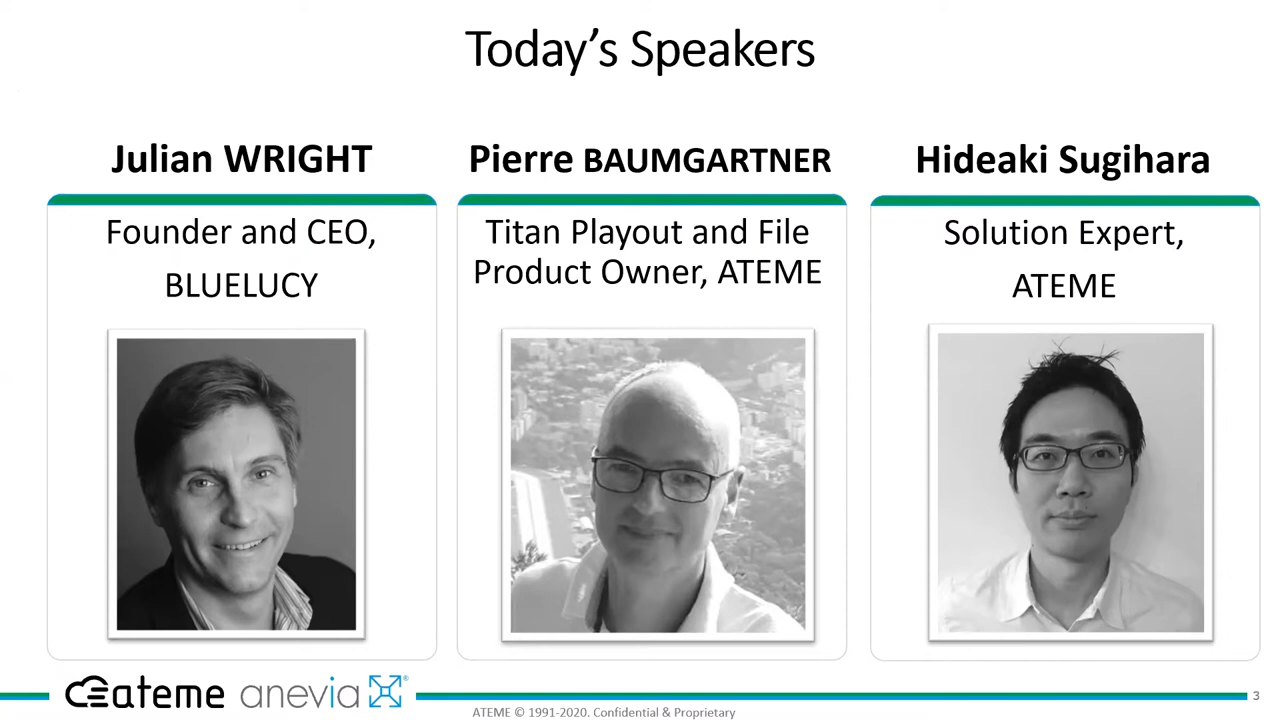 Today's Speakers
Julian WRIGHT
Founder and CEO,
BLUELUCY
Pierre BAUMGARTNER
Titan Playout and File
Product Owner, ATEME
Hideaki Sugihara
Solution Expert,
ATEME
ateme anevia
ATEME © 1991-2020. Confidential & Proprietary
3